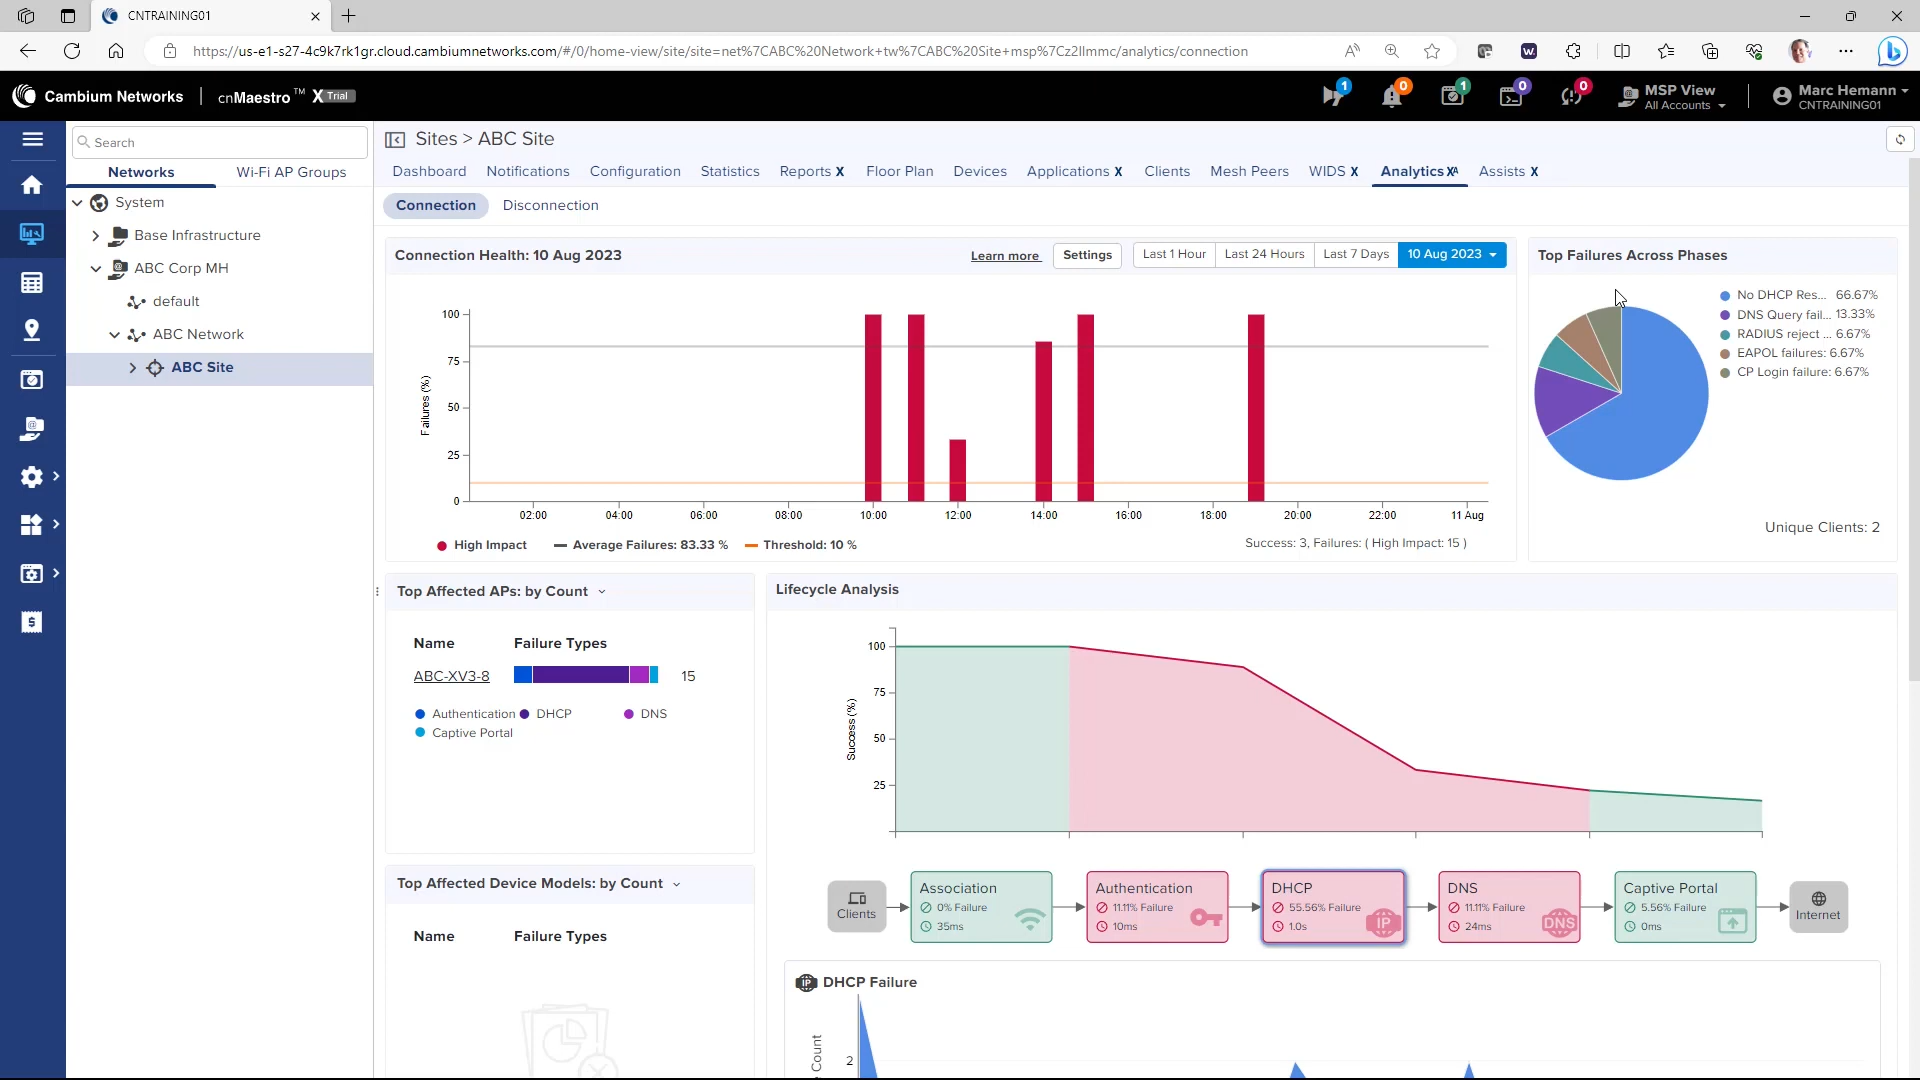 CNTRAINING01
https://us-e1-s27-4c9k7rk1gr.cloud.cambiumnetworks.com/#/0/home-view/site/site=net%7CABC%20Network+tw%7CABC%20Site+msp%7Cz2llmmc/analytics/connection
Cambium Networks | cnMaestro™ X Trial
1 0 1 0 0
MSP View
All Accounts
Marc Hemann
CNTRAINING01
Search
Networks Wi-Fi AP Groups
System
Base Infrastructure
ABC Corp MH
default
ABC Network
ABC Site
Sites > ABC Site
Dashboard Notifications Configuration Statistics Reports X Floor Plan Devices Applications X Clients Mesh Peers WIDS X Analytics XA Assists X
Connection Disconnection
Connection Health: 10 Aug 2023 Learn more Settings Last 1 Hour Last 24 Hours Last 7 Days 10 Aug 2023
Failures (%)
100
75
50
25
0
02:00 04:00 06:00 08:00 10:00 12:00 14:00 16:00 18:00 20:00 22:00 11 Aug
High Impact Average Failures: 83.33 % Threshold: 10 % Success: 3, Failures: ( High Impact: 15 )
Top Failures Across Phases
No DHCP Res... 66.67%
DNS Query fail... 13.33%
RADIUS reject ... 6.67%
EAPOL failures: 6.67%
CP Login failure: 6.67%
Unique Clients: 2
Top Affected APs: by Count
Name Failure Types
ABC-XV3-8 15
Authentication DHCP DNS
Captive Portal
Top Affected Device Models: by Count
Name Failure Types
Lifecycle Analysis
Success (%)
100
75
50
25
Clients
Association
0% Failure
35ms
Authentication
11.11% Failure
10ms
DHCP
55.56% Failure
1.0s
IP
DNS
11.11% Failure
24ms
DNS
Captive Portal
5.56% Failure
0ms
Internet
IP DHCP Failure
Count
2